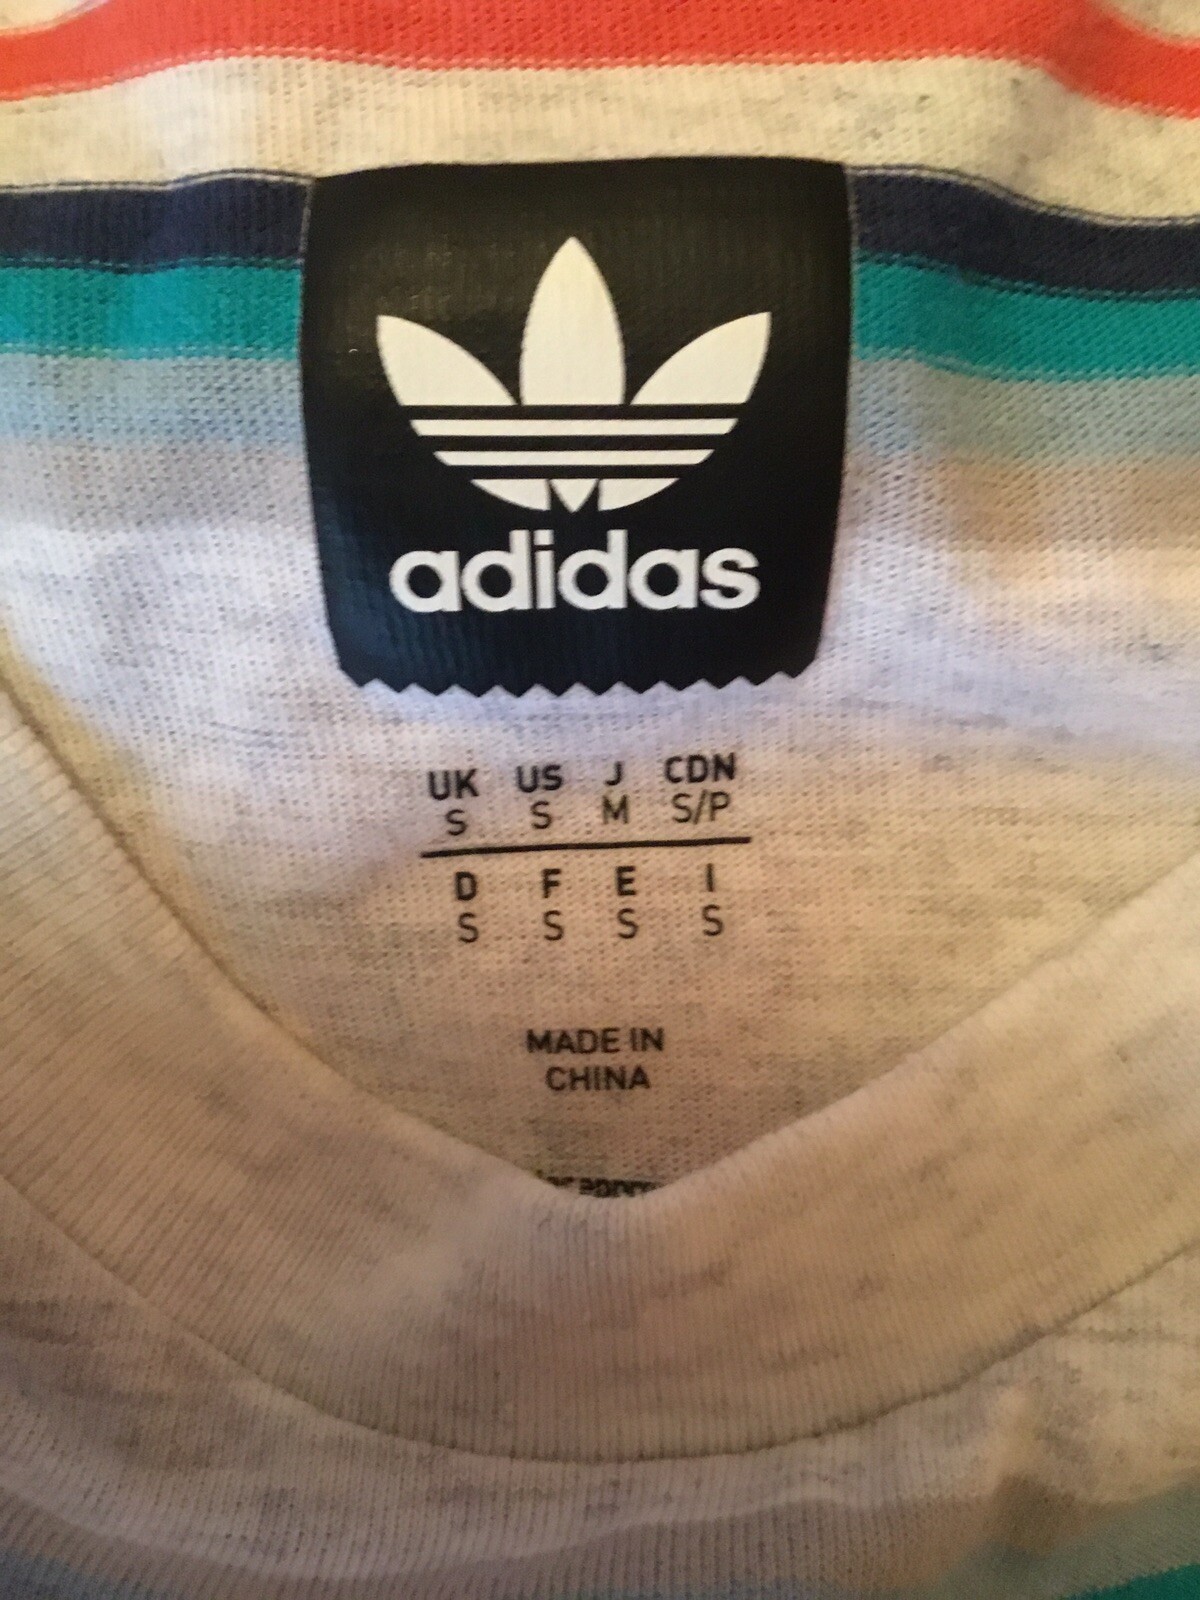 adidas
UK US J CDN
S S M S/P
D F E I
S S S S
MADE IN
CHINA